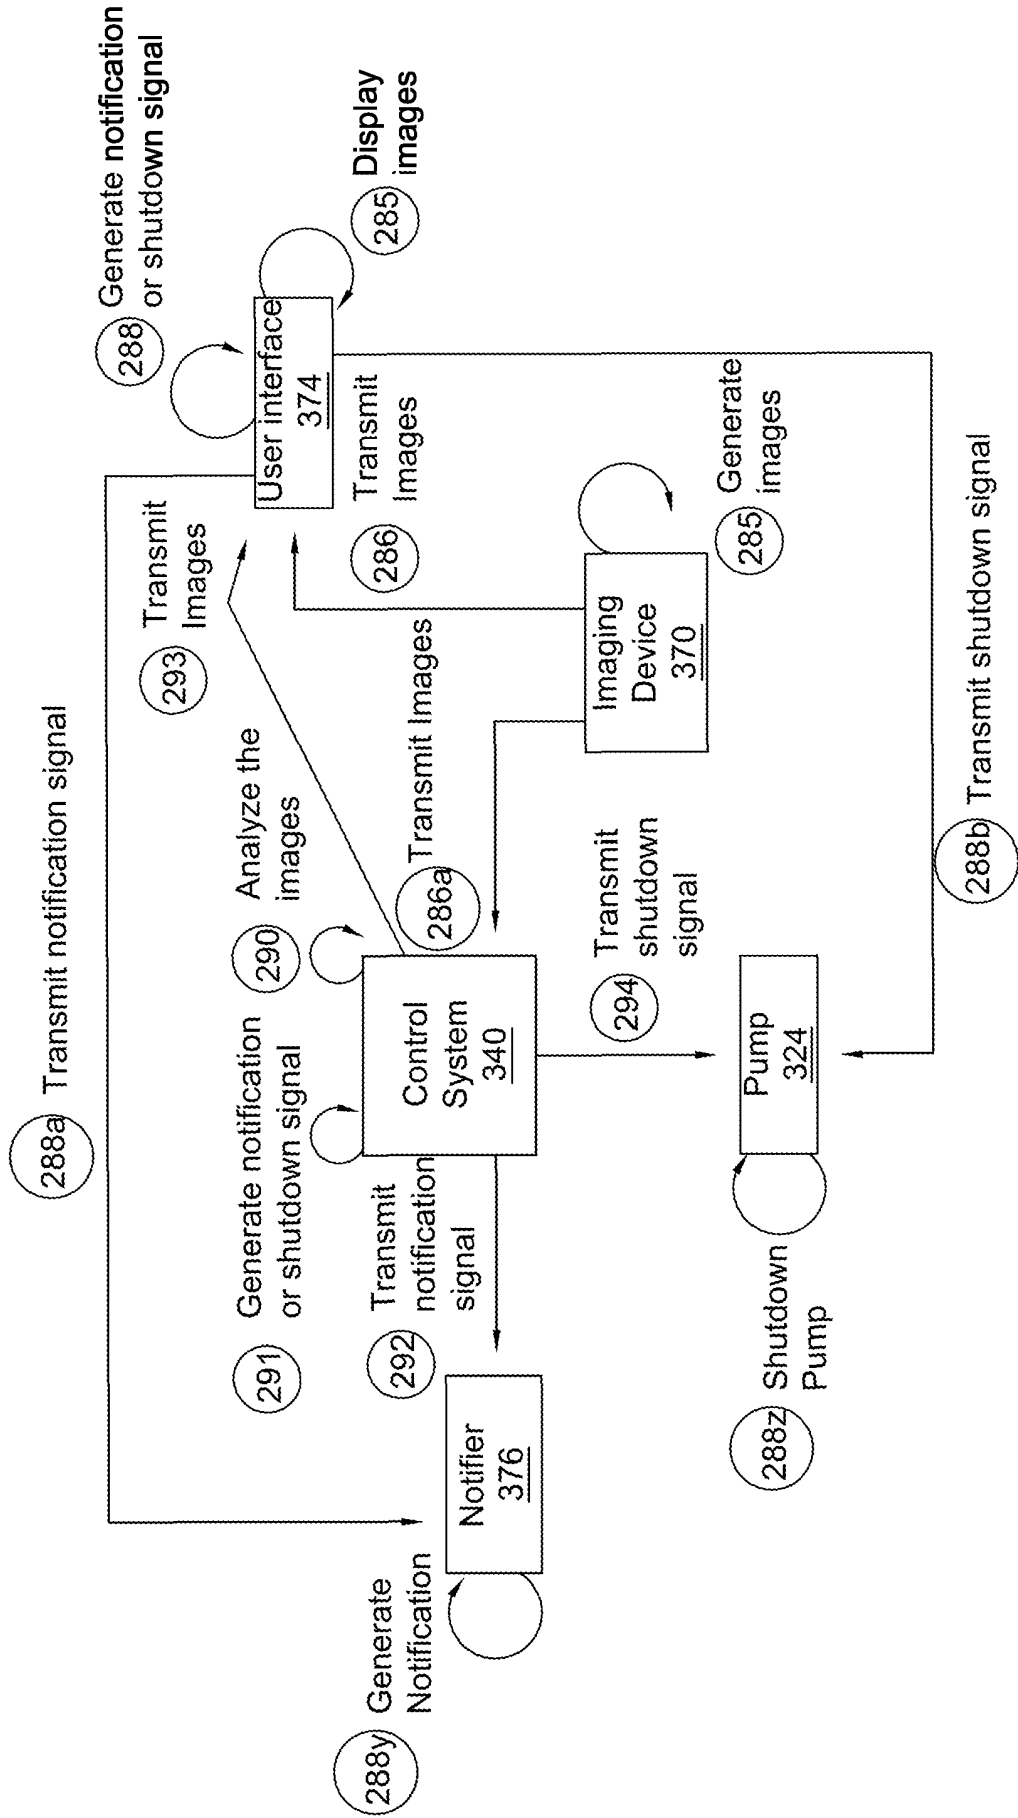 288a Transmit notification signal
288
Generate notification
or shutdown signal
293
Transmit
Images
291
Generate notification
or shutdown signal
290
Analyze the
images
User interface
374
285
Display
images
288y
Generate
Notification
292
Transmit
notification
signal
Control
System
340
286a Transmit Images
286
Transmit
Images
Notifier
376
294
Transmit
shutdown
signal
Imaging
Device
370
285
Generate
images
288z
Shutdown
Pump
Pump
324
288b Transmit shutdown signal